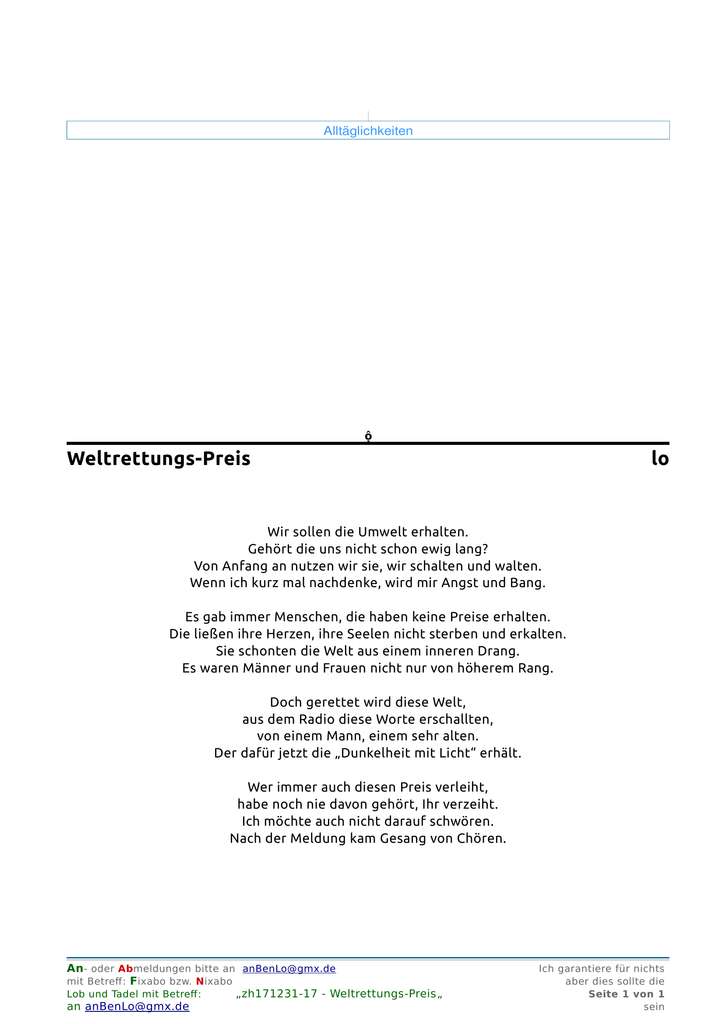 Alltäglichkeiten
Weltrettungs-Preis lo
Wir sollen die Umwelt erhalten.
Gehört die uns nicht schon ewig lang?
Von Anfang an nutzen wir sie, wir schalten und walten.
Wenn ich kurz mal nachdenke, wird mir Angst und Bang.
Es gab immer Menschen, die haben keine Preise erhalten.
Die ließen ihre Herzen, ihre Seelen nicht sterben und erkalten.
Sie schonten die Welt aus einem inneren Drang.
Es waren Männer und Frauen nicht nur von höherem Rang.
Doch gerettet wird diese Welt,
aus dem Radio diese Worte erschallten,
von einem Mann, einem sehr alten.
Der dafür jetzt die „Dunkelheit mit Licht“ erhält.
Wer immer auch diesen Preis verleiht,
habe noch nie davon gehört, Ihr verzeiht.
Ich möchte auch nicht darauf schwören.
Nach der Meldung kam Gesang von Chören.
An- oder Abmeldungen bitte an anBenLo@gmx.de Ich garantiere für nichts
mit Betreff: Fixabo bzw. Nixabo aber dies sollte die
Lob und Tadel mit Betreff: „zh171231-17 - Weltrettungs-Preis„ Seite 1 von 1
an anBenLo@gmx.de sein